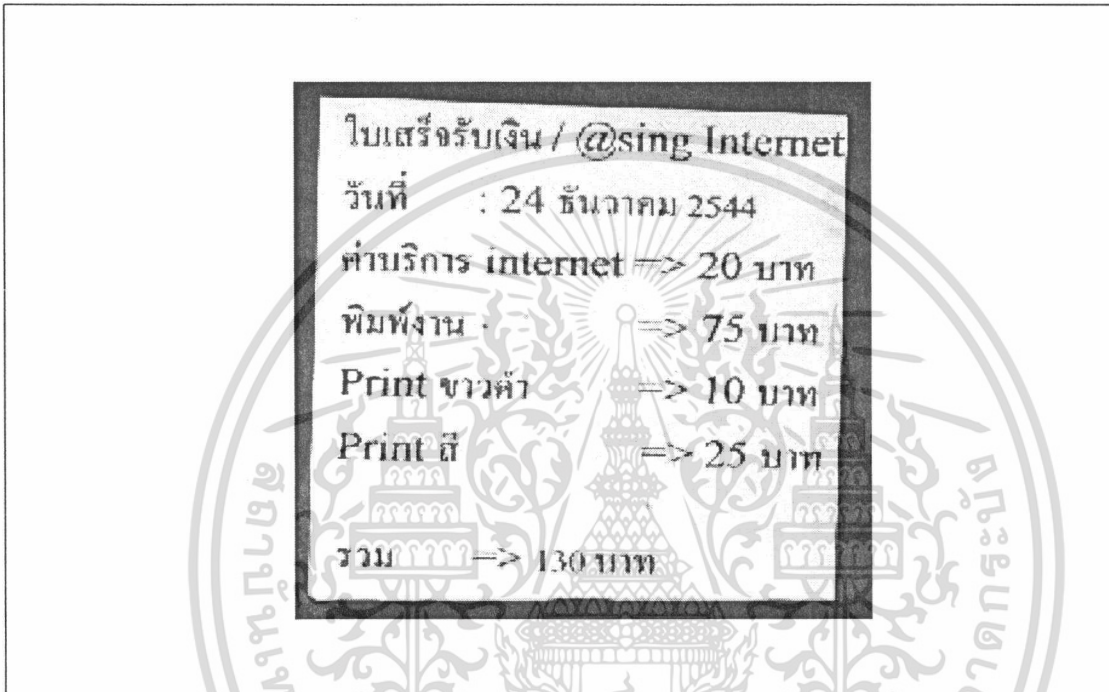 ใบเสร็จรับเงิน / @sing Internet
วันที่ : 24 ธันวาคม 2544
ค่าบริการ internet => 20 บาท
พิมพ์งาน => 75 บาท
Print ขาวดำ => 10 บาท
Print สี => 25 บาท
รวม => 130 บาท